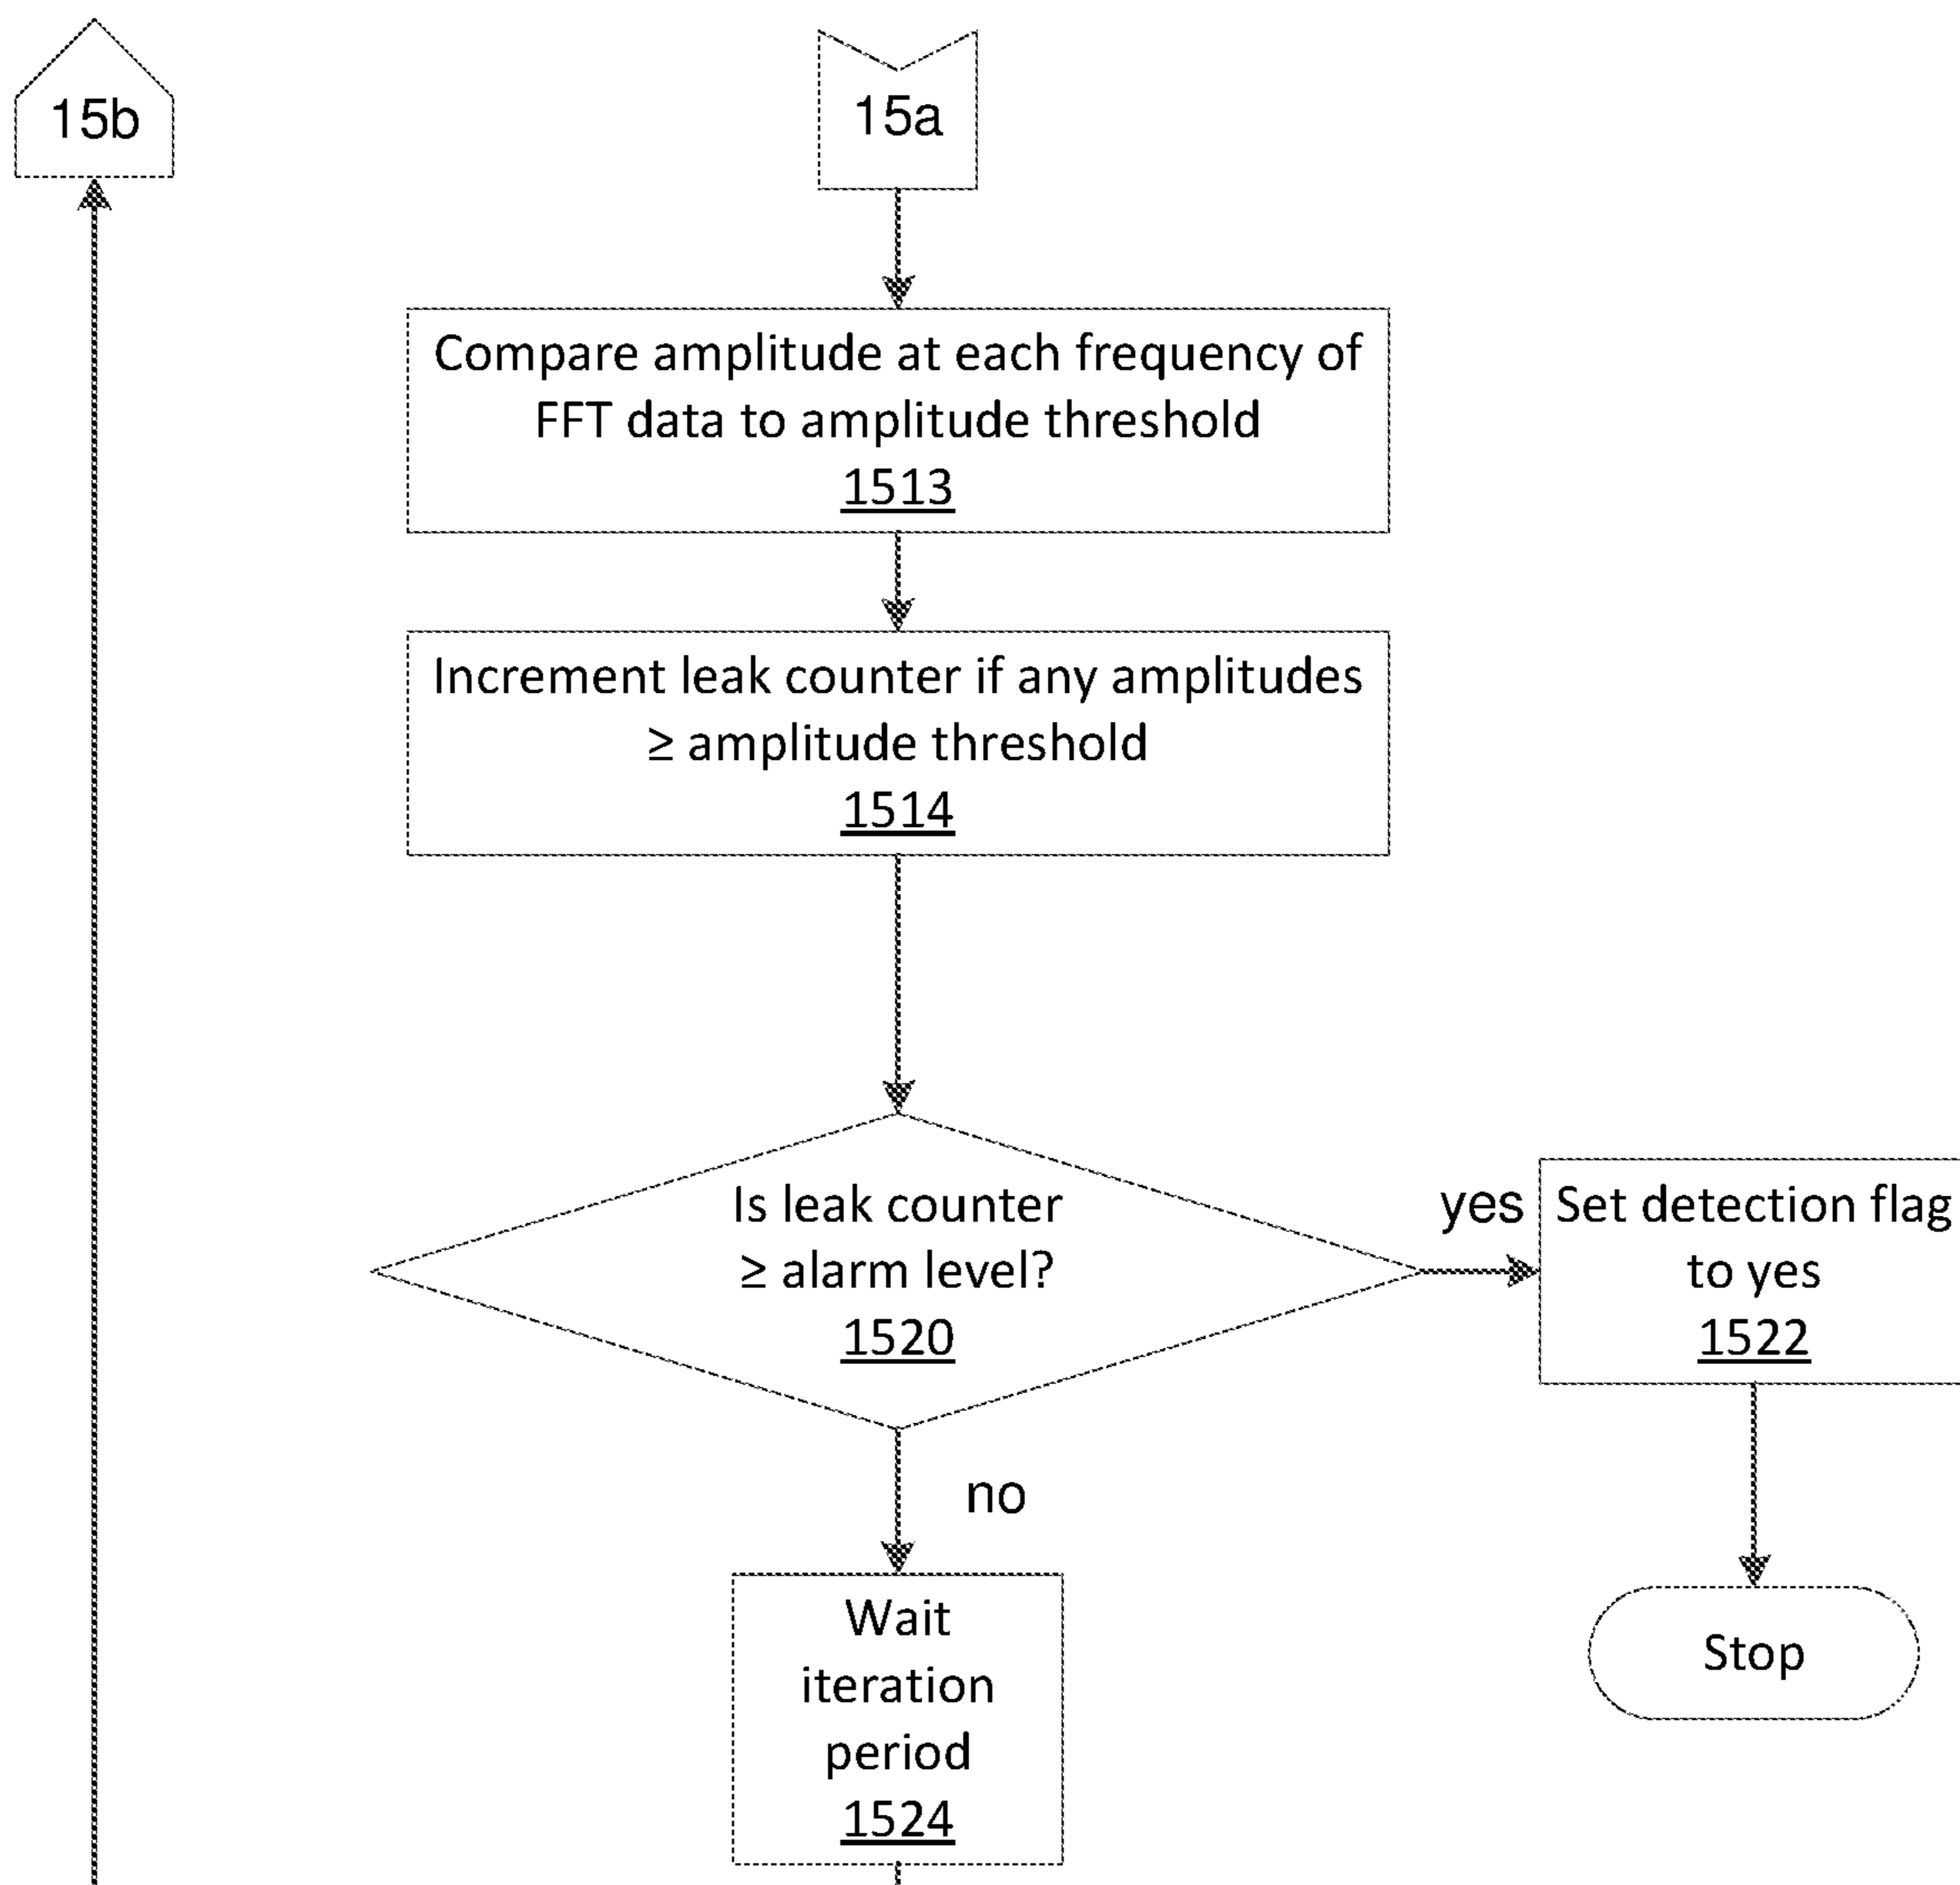 15b
15a
Compare amplitude at each frequency of
FFT data to amplitude threshold
1513
Increment leak counter if any amplitudes
≥ amplitude threshold
1514
Is leak counter
≥ alarm level?
1520
yes
Set detection flag
to yes
1522
no
Wait
iteration
period
1524
Stop